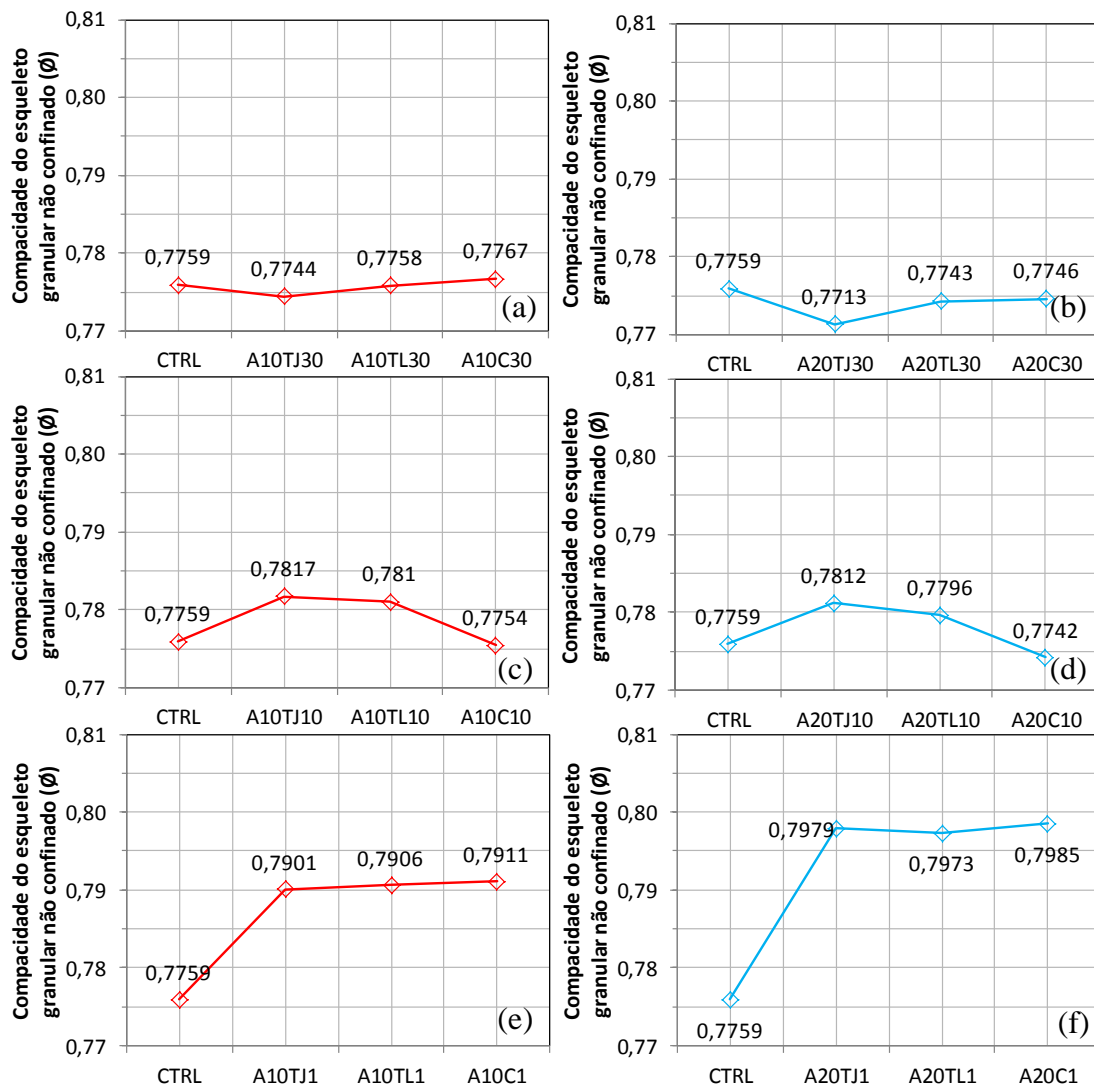 Compacidade do esqueleto
granular não confinado (Ø)
0,81
0,80
0,79
0,78
0,77
0,7759
0,7744
0,7758
0,7767
(a)
CTRL A10TJ30 A10TL30 A10C30
Compacidade do esqueleto
granular não confinado (Ø)
0,81
0,80
0,79
0,78
0,77
0,7759
0,7713
0,7743
0,7746
(b)
CTRL A20TJ30 A20TL30 A20C30
Compacidade do esqueleto
granular não confinado (Ø)
0,81
0,80
0,79
0,78
0,77
0,7759
0,7817
0,781
0,7754
(c)
CTRL A10TJ10 A10TL10 A10C10
Compacidade do esqueleto
granular não confinado (Ø)
0,81
0,80
0,79
0,78
0,77
0,7759
0,7812
0,7796
0,7742
(d)
CTRL A20TJ10 A20TL10 A20C10
Compacidade do esqueleto
granular não confinado (Ø)
0,81
0,80
0,79
0,78
0,77
0,7759
0,7901
0,7906
0,7911
(e)
CTRL A10TJ1 A10TL1 A10C1
Compacidade do esqueleto
granular não confinado (Ø)
0,81
0,80
0,79
0,78
0,77
0,7759
0,7979
0,7973
0,7985
(f)
CTRL A20TJ1 A20TL1 A20C1